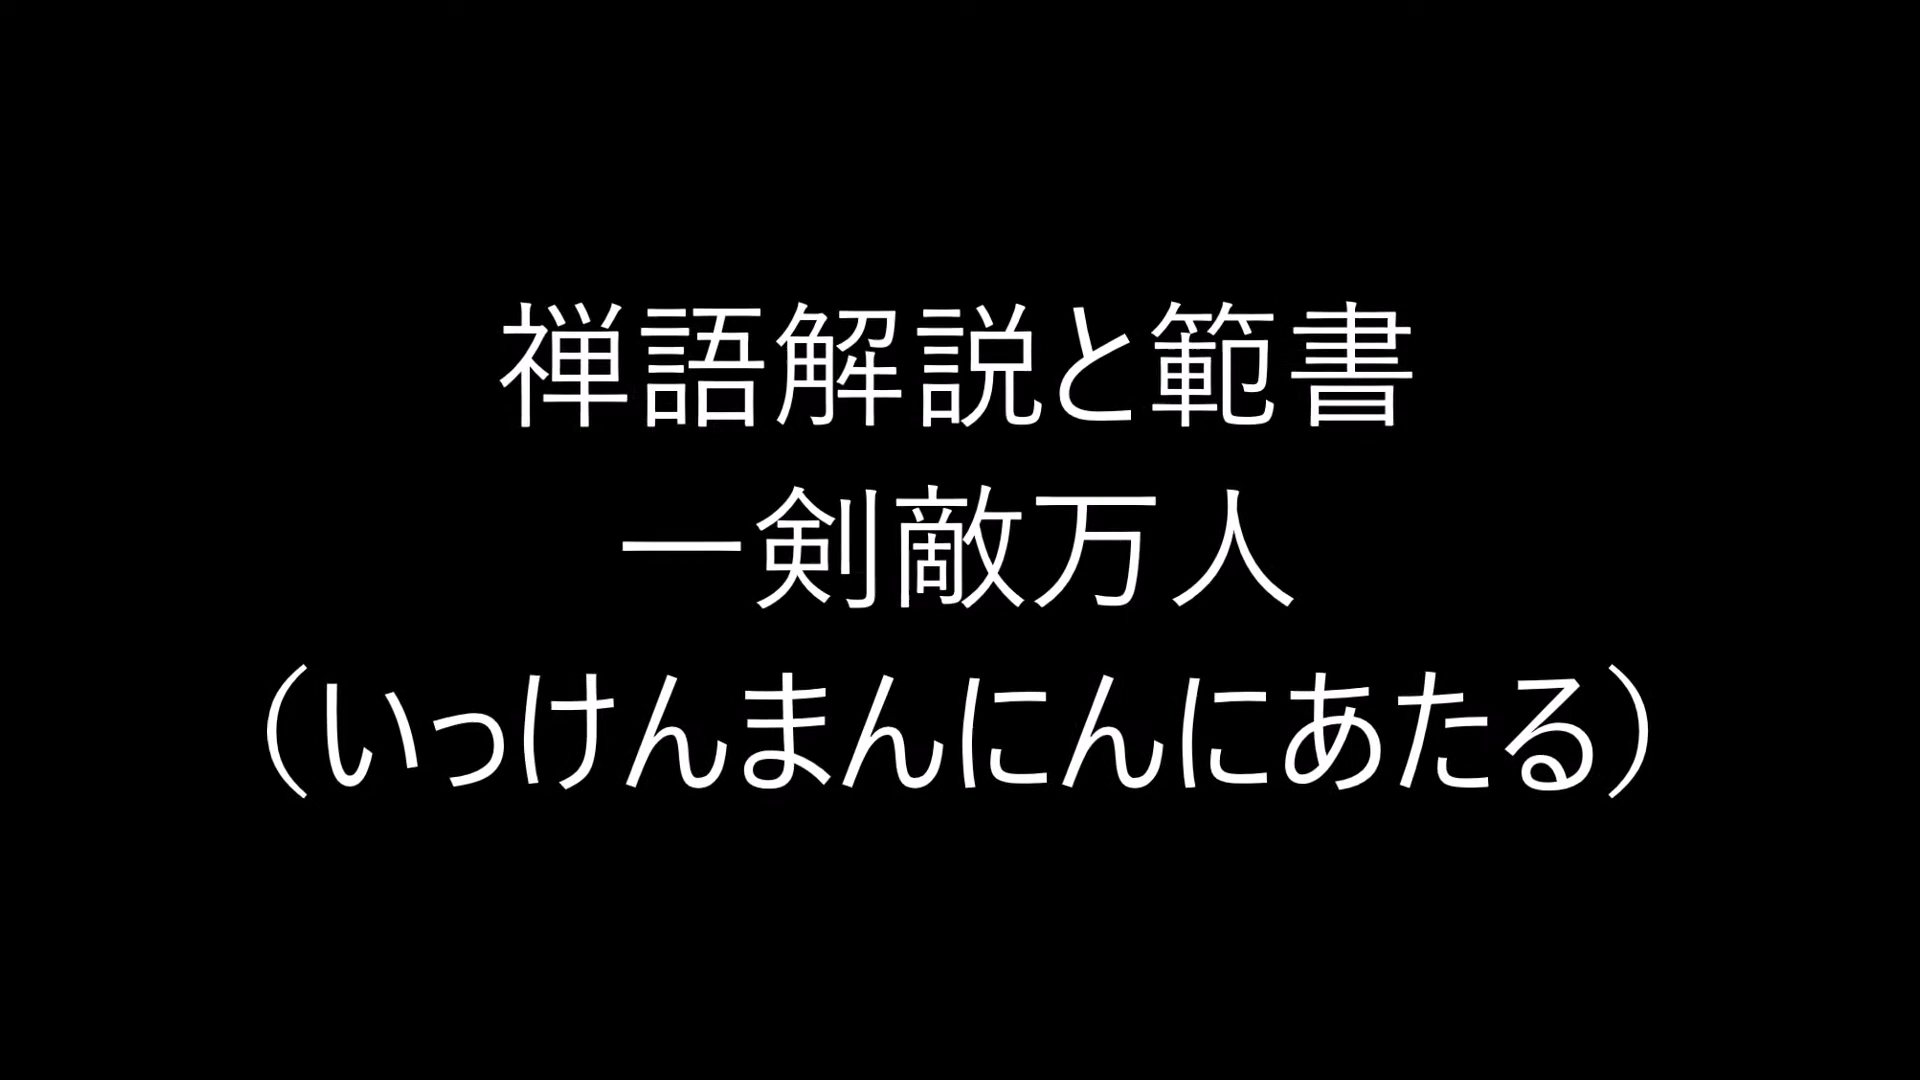 禅語解説と範書
一剣敵万人
（いっけんまんにんにあたる）